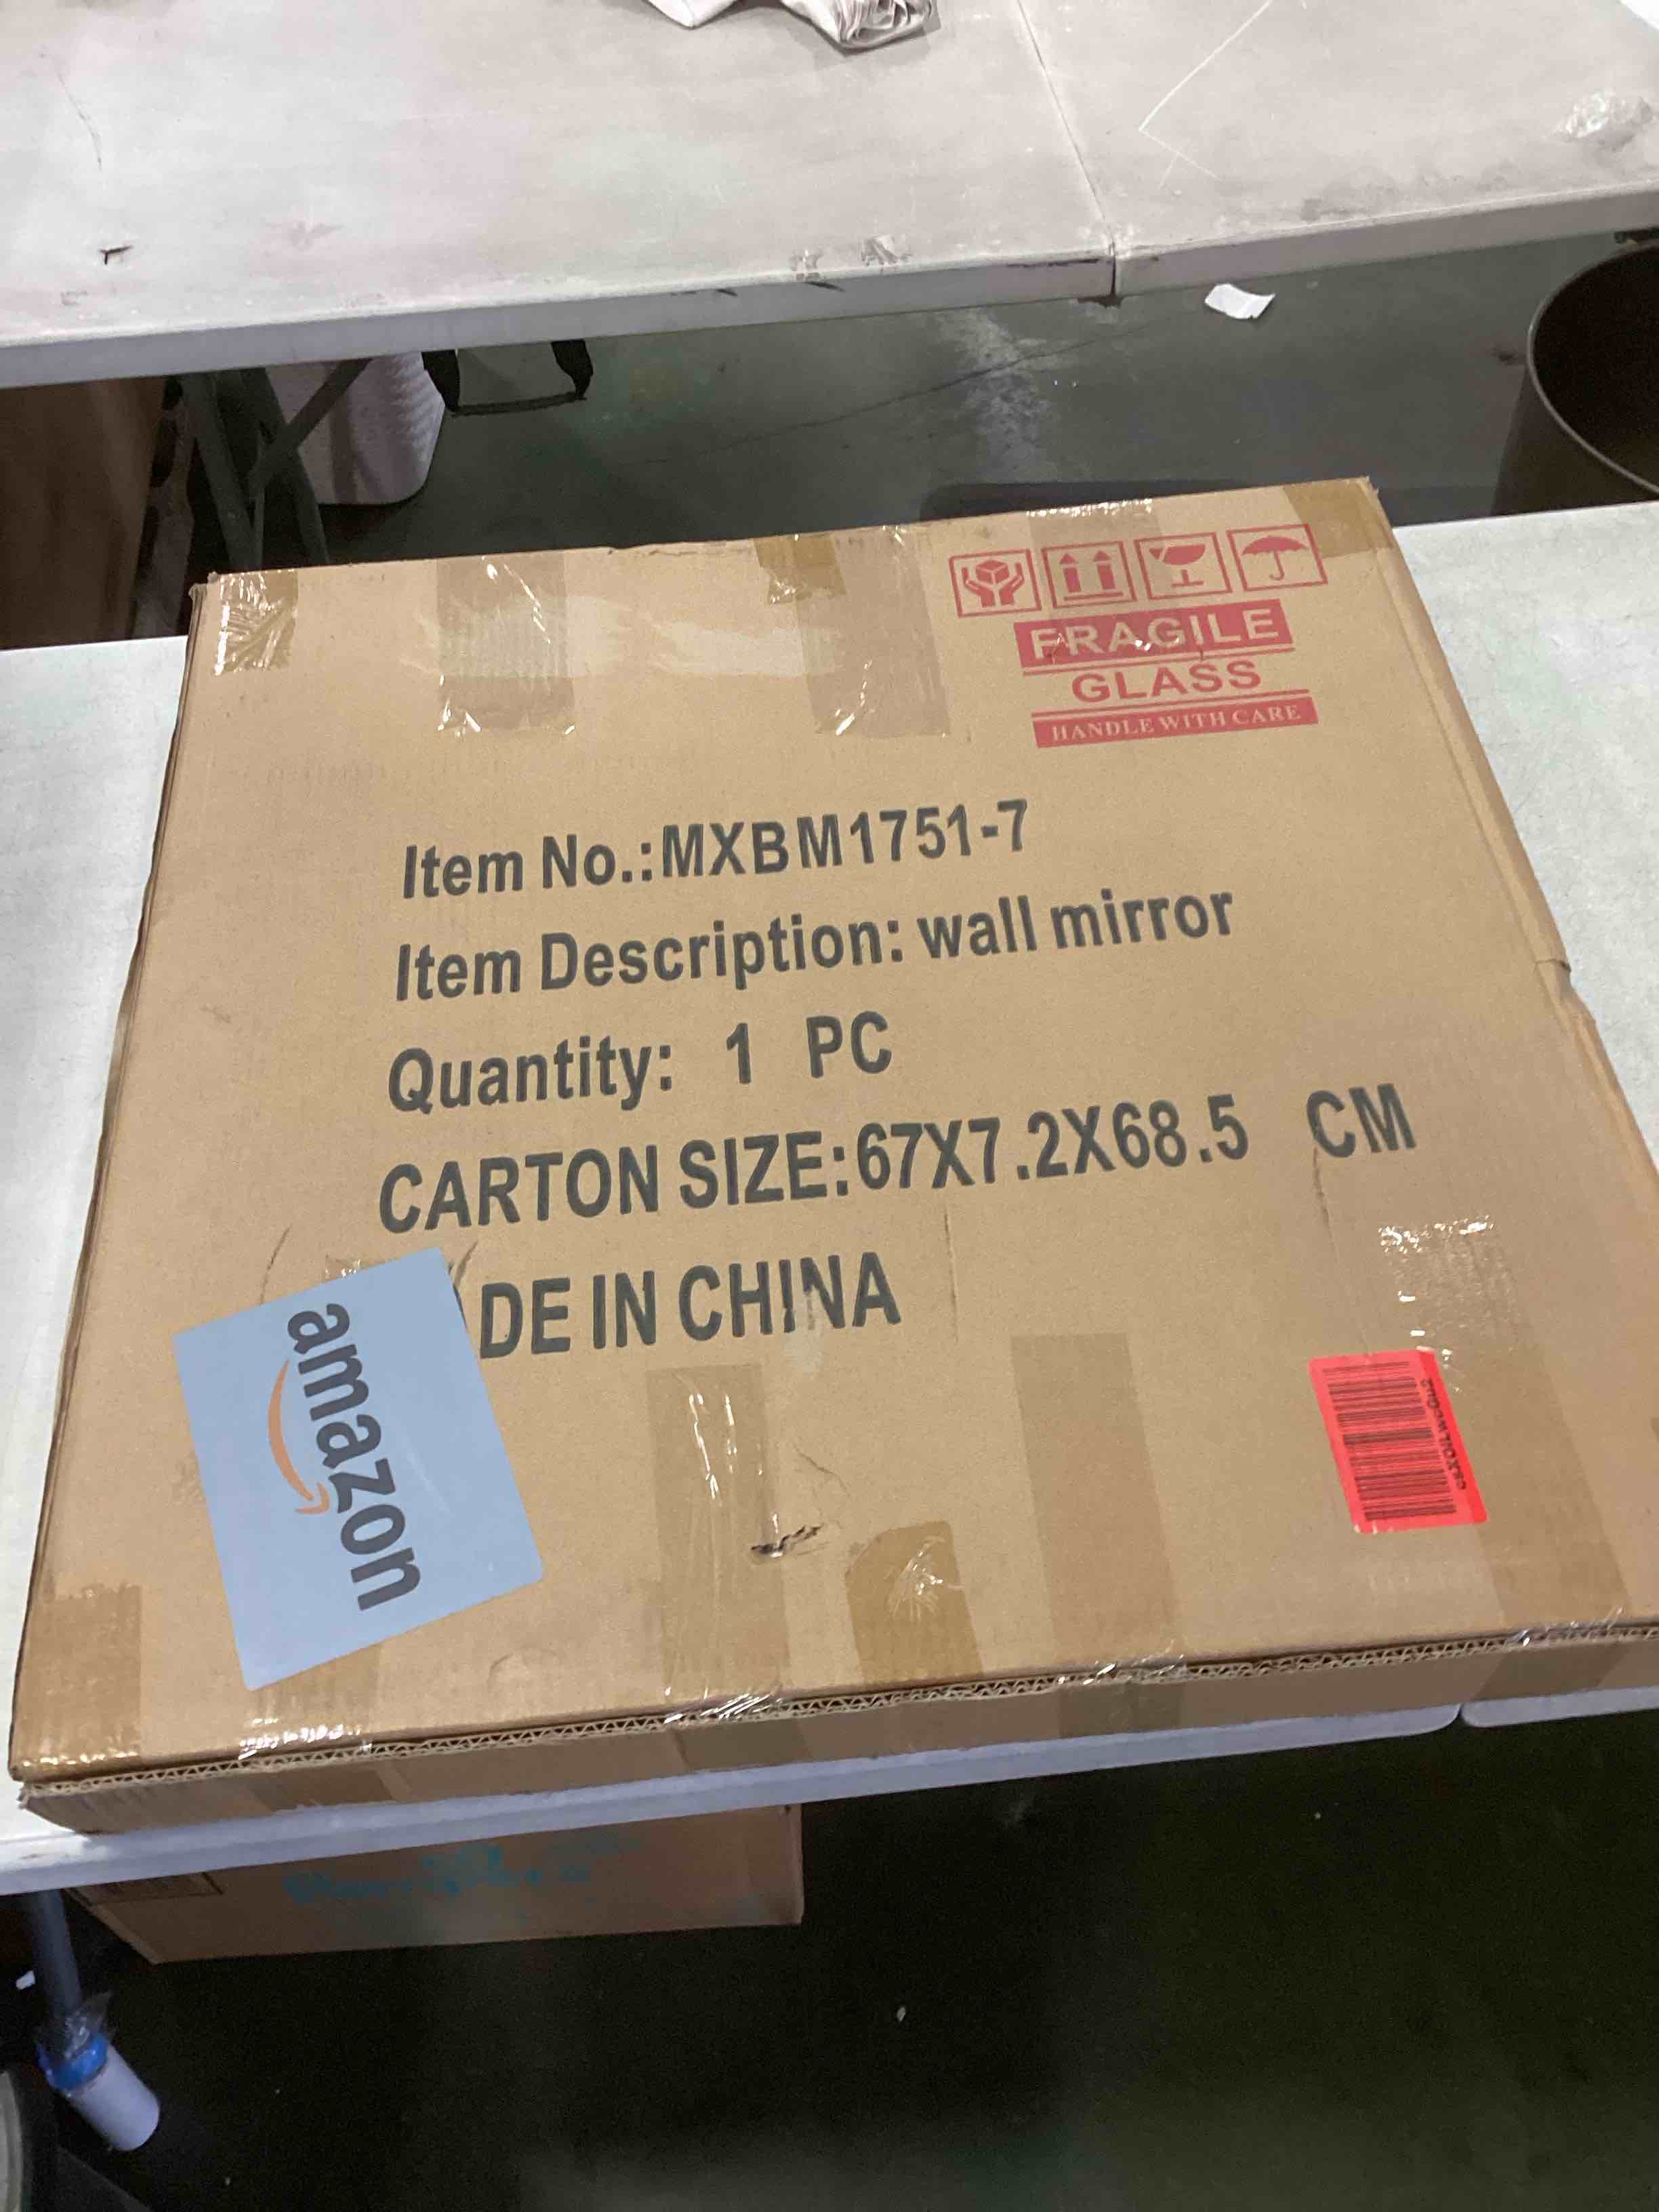 FRAGILE
GLASS
HANDLE WITH CARE
Item No.:MXBM1751-7
Item Description: wall mirror
Quantity: 1 PC
CARTON SIZE:67X7.2X68.5 CM
DE IN CHINA
amazon